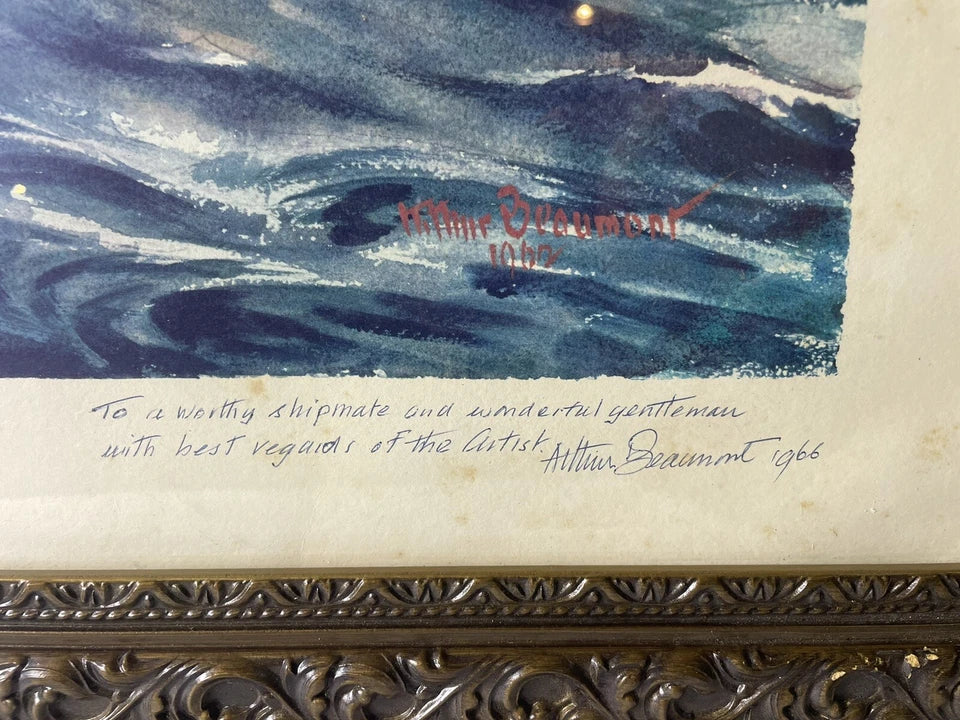 Arthur Beaumont
1962
To a worthy shipmate and wonderful gentleman
with best regards of the Artist. Arthur Beaumont 1966